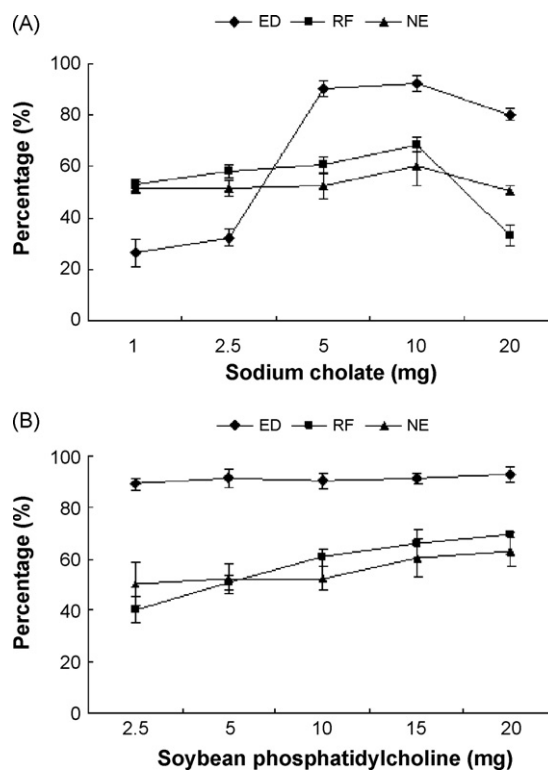 (A)
ED RF NE
Percentage (%)
100
80
60
40
20
0
1 2.5 5 10 20
Sodium cholate (mg)
(B)
ED RF NE
Percentage (%)
100
80
60
40
20
0
2.5 5 10 15 20
Soybean phosphatidylcholine (mg)